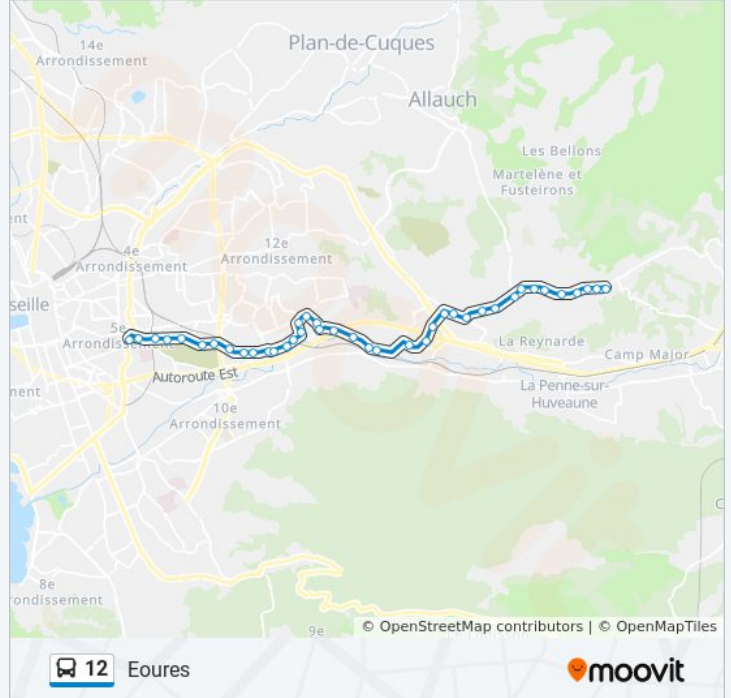 14e
Arrondissement
Plan-de-Cuques
Allauch
Les Bellons
Martelène et
Fusteirons
ent
12e
Arrondissement
4e
Arrondissement
seille
5e
Arrondissement
La Reynarde
Camp Major
Autoroute Est
La Penne-sur-
Huveaune
ment
10e
Arrondissement
C
8e
rondissement
9e
© OpenStreetMap contributors | © OpenMapTiles
12 Eoures
moovit